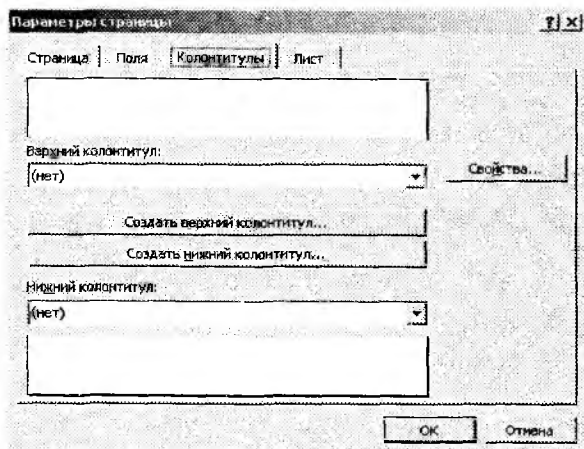 Параметры страницы ? ×
Страница Поля Колонтитулы Лист
Верхний колонтитул:
(нет)
Свойства...
Создать верхний колонтитул...
Создать нижний колонтитул...
Нижний колонтитул:
(нет)
ОК Отмена